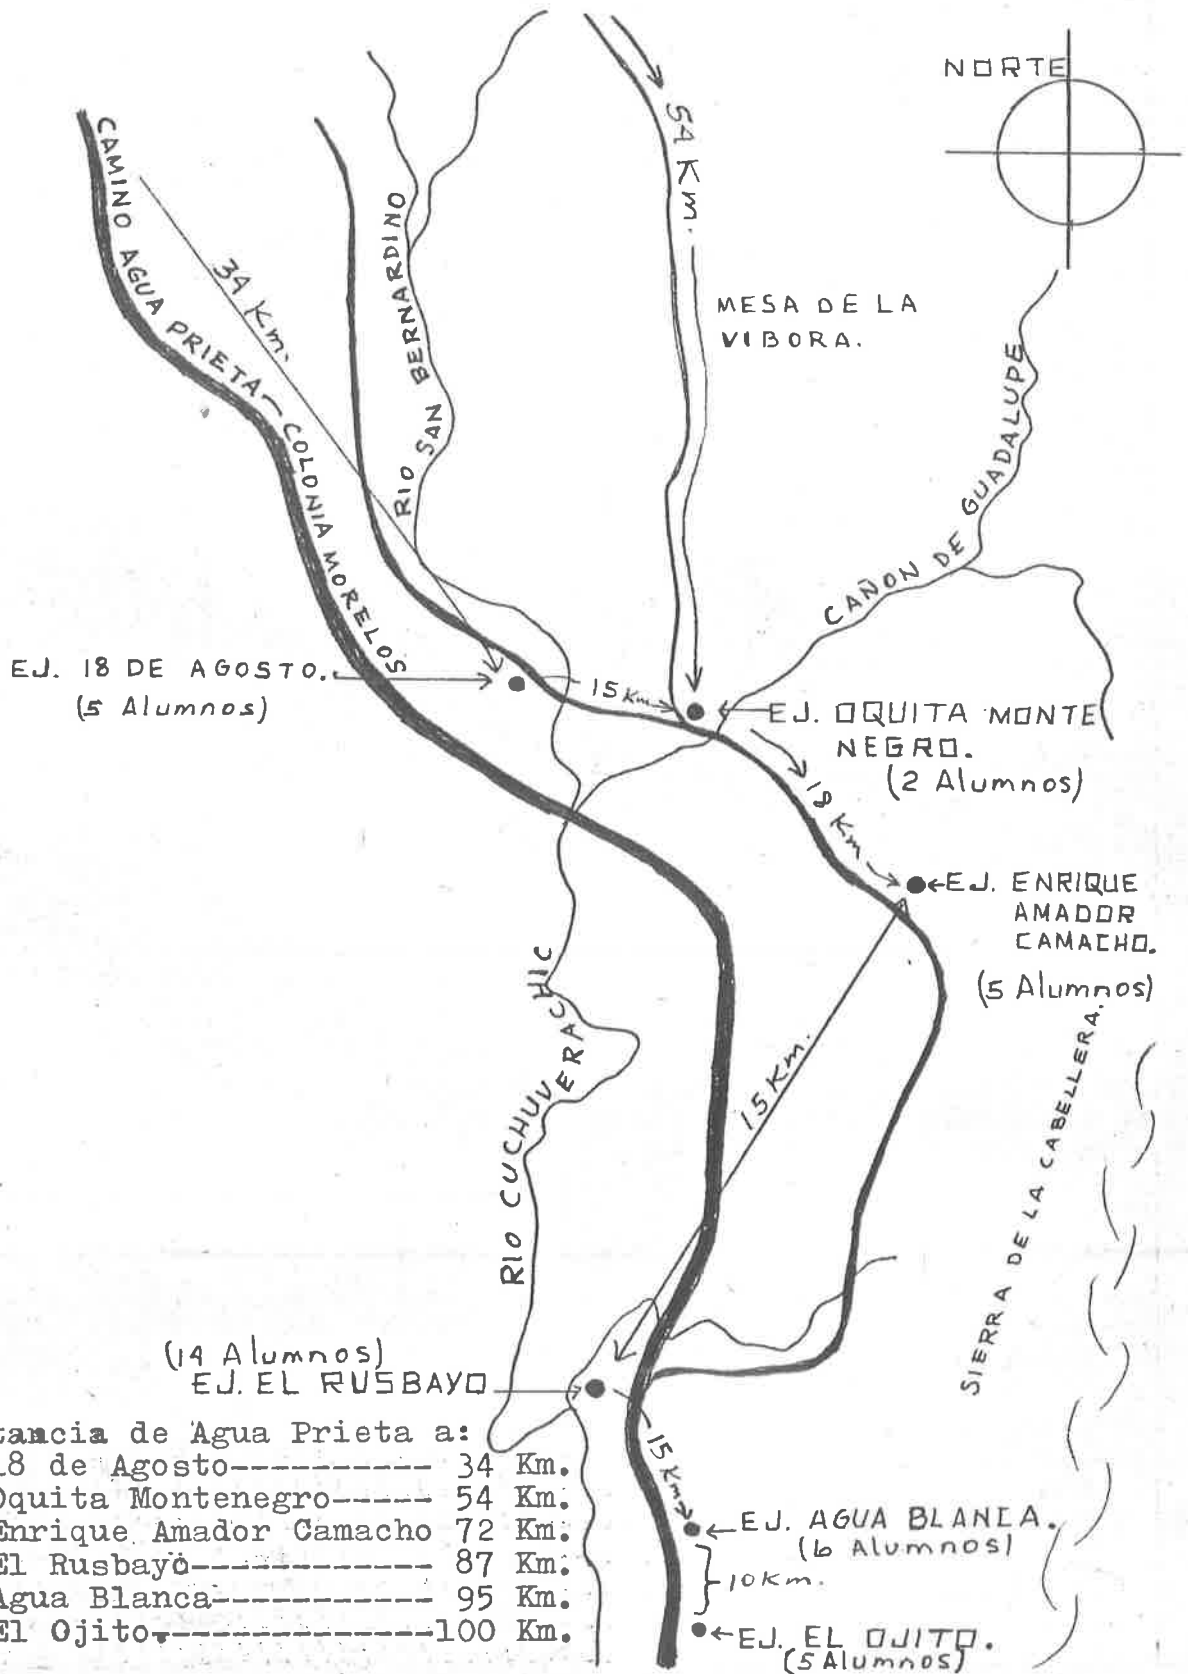 NORTE
54 Km.
CAMINO AGUA PRIETA - COLONIA MORELOS
34 Km.
RIO SAN BERNARDINO
MESA DE LA
VIBORA.
CAÑON DE GUADALUPE
EJ. 18 DE AGOSTO.
(5 Alumnos)
15 Km.
EJ. OQUITA MONTE
NEGRO.
(2 Alumnos)
18 Km
EJ. ENRIQUE
AMADOR
CAMACHO.
(5 Alumnos)
RIO CUCHUVERACHIC
15 Km.
SIERRA DE LA CABELLERA.
(14 Alumnos)
EJ. EL RUSBAYO
15 Km.
EJ. AGUA BLANCA.
(6 Alumnos)
10 Km.
EJ. EL OJITO.
(5 Alumnos)
tancia de Agua Prieta a:
18 de Agosto---------- 34 Km.
Oquita Montenegro----- 54 Km.
Enrique Amador Camacho 72 Km.
El Rusbayo------------ 87 Km.
Agua Blanca----------- 95 Km.
El Ojito.--------------100 Km.